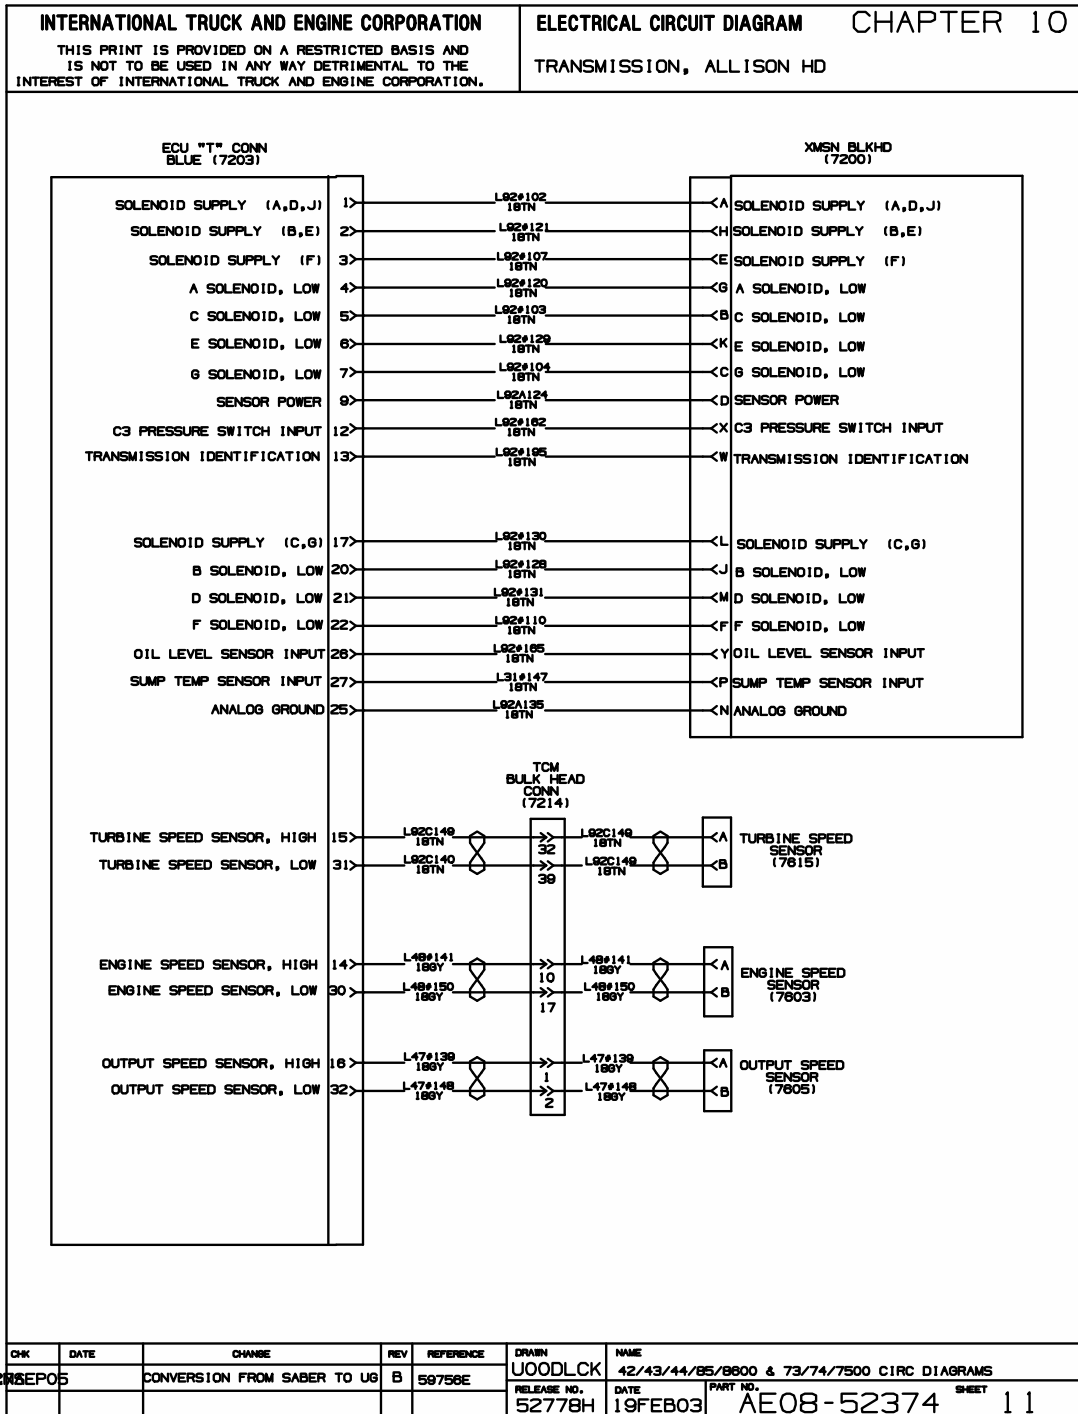 INTERNATIONAL TRUCK AND ENGINE CORPORATION
THIS PRINT IS PROVIDED ON A RESTRICTED BASIS AND
IS NOT TO BE USED IN ANY WAY DETRIMENTAL TO THE
INTEREST OF INTERNATIONAL TRUCK AND ENGINE CORPORATION.
ELECTRICAL CIRCUIT DIAGRAM CHAPTER 10
TRANSMISSION, ALLISON HD
ECU "T" CONN
BLUE (7203)
XMSN BLKHD
(7200)
SOLENOID SUPPLY (A,D,J) 1 L92#102 18TN A SOLENOID SUPPLY (A,D,J)
SOLENOID SUPPLY (B,E) 2 L92#121 18TN H SOLENOID SUPPLY (B,E)
SOLENOID SUPPLY (F) 3 L92#107 18TN E SOLENOID SUPPLY (F)
A SOLENOID, LOW 4 L92#120 18TN G A SOLENOID, LOW
C SOLENOID, LOW 5 L92#103 18TN B C SOLENOID, LOW
E SOLENOID, LOW 6 L92#129 18TN K E SOLENOID, LOW
G SOLENOID, LOW 7 L92#104 18TN C G SOLENOID, LOW
SENSOR POWER 9 L92A124 18TN D SENSOR POWER
C3 PRESSURE SWITCH INPUT 12 L92#162 18TN X C3 PRESSURE SWITCH INPUT
TRANSMISSION IDENTIFICATION 13 L92#195 18TN W TRANSMISSION IDENTIFICATION
SOLENOID SUPPLY (C,G) 17 L92#130 18TN L SOLENOID SUPPLY (C,G)
B SOLENOID, LOW 20 L92#128 18TN J B SOLENOID, LOW
D SOLENOID, LOW 21 L92#131 18TN M D SOLENOID, LOW
F SOLENOID, LOW 22 L92#110 18TN F F SOLENOID, LOW
OIL LEVEL SENSOR INPUT 26 L92#165 18TN Y OIL LEVEL SENSOR INPUT
SUMP TEMP SENSOR INPUT 27 L31#147 18TN P SUMP TEMP SENSOR INPUT
ANALOG GROUND 25 L92A135 18TN N ANALOG GROUND
TCM
BULK HEAD
CONN
(7214)
TURBINE SPEED SENSOR, HIGH 15 L92C149 18TN 32 L92C149 18TN A
TURBINE SPEED SENSOR, LOW 31 L92C140 18TN 39 L92C149 18TN B
TURBINE SPEED
SENSOR
(7615)
ENGINE SPEED SENSOR, HIGH 14 L48#141 18GY 10 L48#141 18GY A
ENGINE SPEED SENSOR, LOW 30 L48#150 18GY 17 L48#150 18GY B
ENGINE SPEED
SENSOR
(7603)
OUTPUT SPEED SENSOR, HIGH 16 L47#139 18GY 1 L47#139 18GY A
OUTPUT SPEED SENSOR, LOW 32 L47#148 18GY 2 L47#148 18GY B
OUTPUT SPEED
SENSOR
(7605)
CHK DATE CHANGE REV REFERENCE
SEP05 CONVERSION FROM SABER TO UG B 59756E
DRAWN
UOODLCK
NAME
42/43/44/85/8600 & 73/74/7500 CIRC DIAGRAMS
RELEASE NO.
52778H
DATE
19FEB03
PART NO.
AE08-52374
SHEET
11